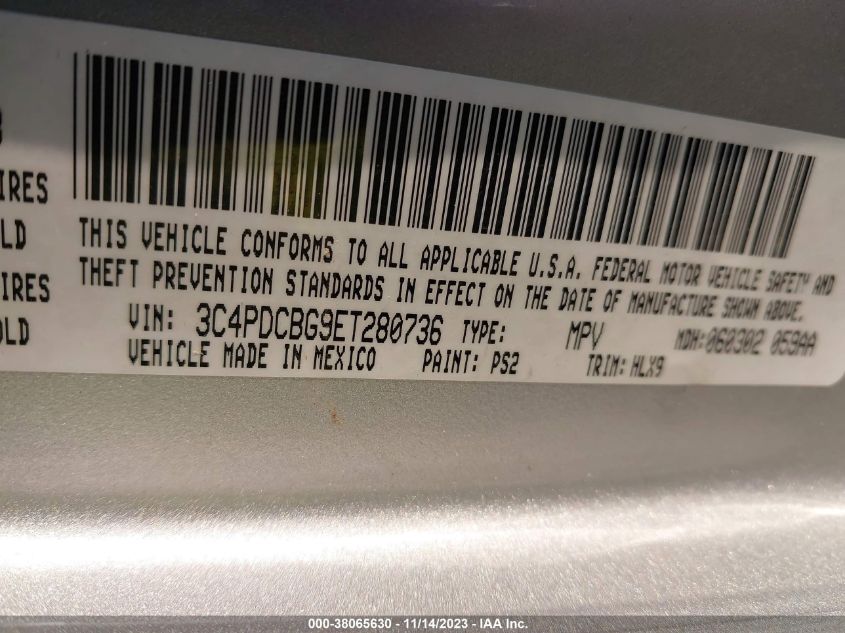 IRES
LD
IRES
OLD
THIS VEHICLE CONFORMS TO ALL APPLICABLE U.S.A. FEDERAL MOTOR VEHICLE SAFETY AND
THEFT PREVENTION STANDARDS IN EFFECT ON THE DATE OF MANUFACTURE SHOWN ABOVE.
VIN: 3C4PDCBG9ET280736 TYPE: MPV MDH: 060302 059AA
VEHICLE MADE IN MEXICO PAINT: PS2 TRIM: HLX9
000-38065630 - 11/14/2023 - IAA Inc.